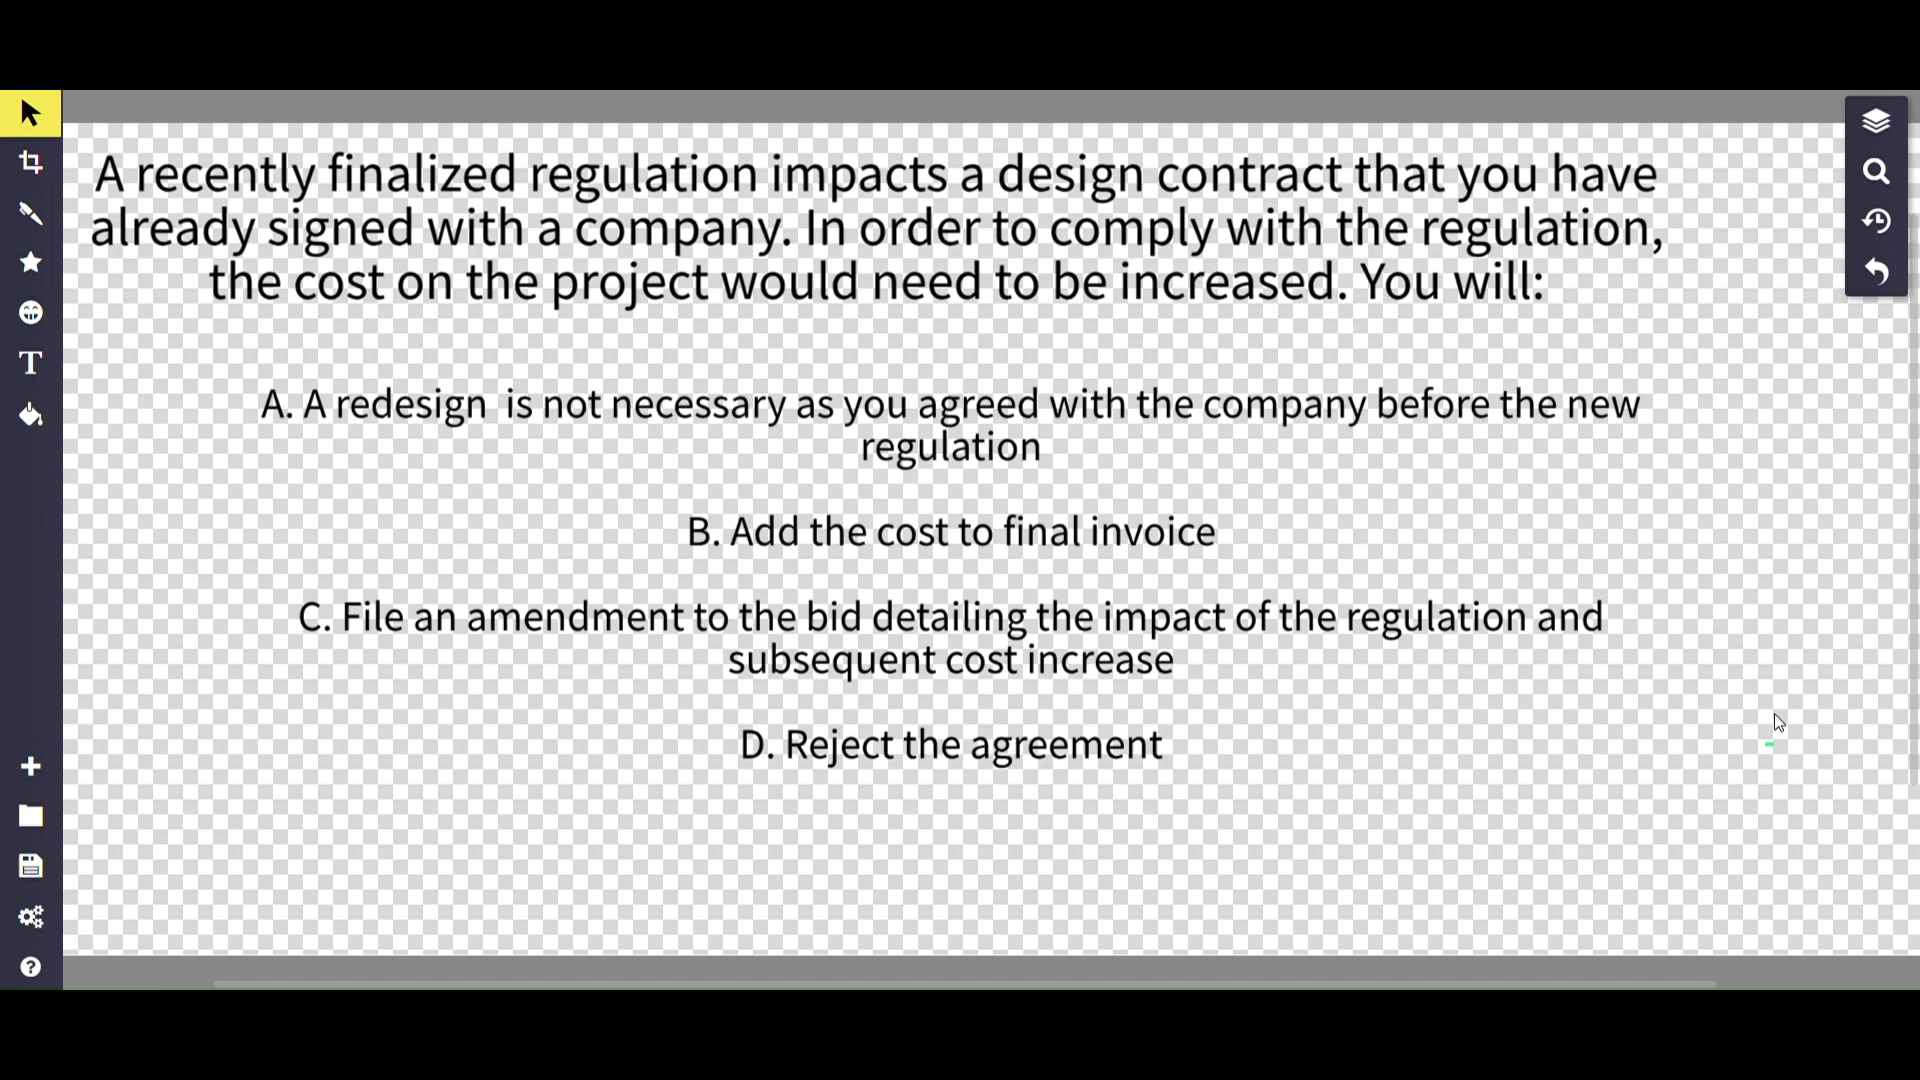 A recently finalized regulation impacts a design contract that you have
already signed with a company. In order to comply with the regulation,
the cost on the project would need to be increased. You will:
A. A redesign  is not necessary as you agreed with the company before the new
regulation
B. Add the cost to final invoice
C. File an amendment to the bid detailing the impact of the regulation and
subsequent cost increase
D. Reject the agreement